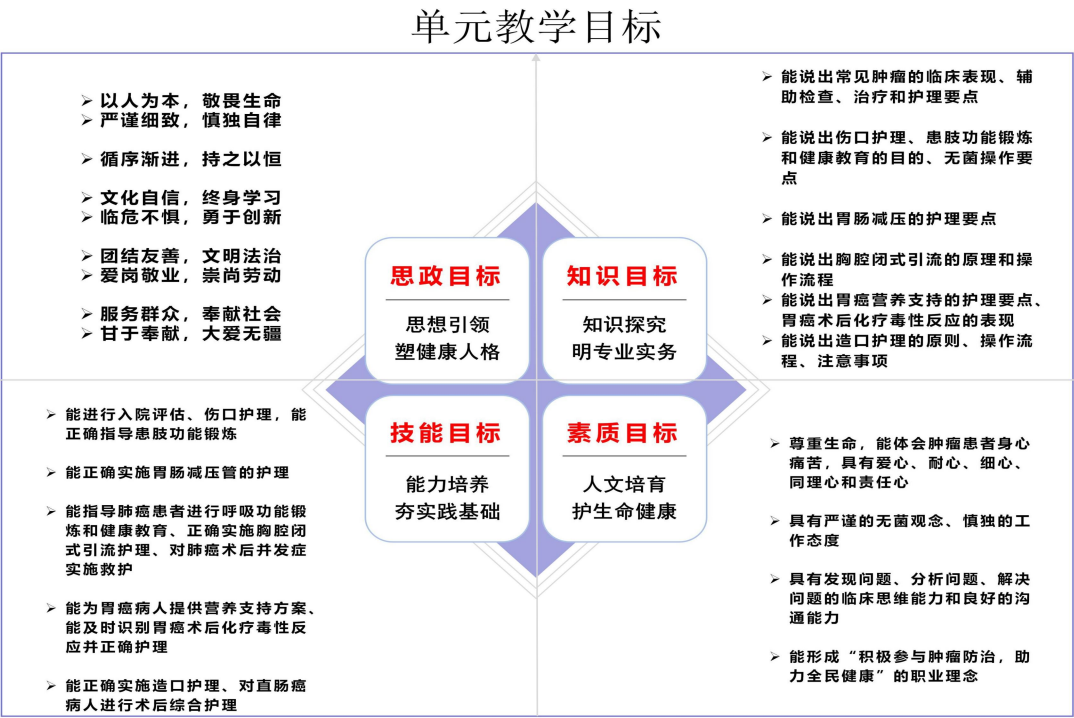 单元教学目标
➢ 以人为本，敬畏生命
➢ 严谨细致，慎独自律
➢ 循序渐进，持之以恒
➢ 文化自信，终身学习
➢ 临危不惧，勇于创新
➢ 团结友善，文明法治
➢ 爱岗敬业，崇尚劳动
➢ 服务群众，奉献社会
➢ 甘于奉献，大爱无疆
➢ 能说出常见肿瘤的临床表现、辅
助检查、治疗和护理要点
➢ 能说出伤口护理、患肢功能锻炼
和健康教育的目的、无菌操作要
点
➢ 能说出胃肠减压的护理要点
➢ 能说出胸腔闭式引流的原理和操
作流程
➢ 能说出胃癌营养支持的护理要点、
胃癌术后化疗毒性反应的表现
➢ 能说出造口护理的原则、操作流
程、注意事项
思政目标
思想引领
塑健康人格
知识目标
知识探究
明专业实务
技能目标
能力培养
夯实践基础
素质目标
人文培育
护生命健康
➢ 能进行入院评估、伤口护理，能
正确指导患肢功能锻炼
➢ 能正确实施胃肠减压管的护理
➢ 能指导肺癌患者进行呼吸功能锻
炼和健康教育、正确实施胸腔闭
式引流护理、对肺癌术后并发症
实施救护
➢ 能为胃癌病人提供营养支持方案、
能及时识别胃癌术后化疗毒性反
应并正确护理
➢ 能正确实施造口护理、对直肠癌
病人进行术后综合护理
➢ 尊重生命，能体会肿瘤患者身心
痛苦，具有爱心、耐心、细心、
同理心和责任心
➢ 具有严谨的无菌观念、慎独的工
作态度
➢ 具有发现问题、分析问题、解决
问题的临床思维能力和良好的沟
通能力
➢ 能形成“积极参与肿瘤防治，助
力全民健康”的职业理念